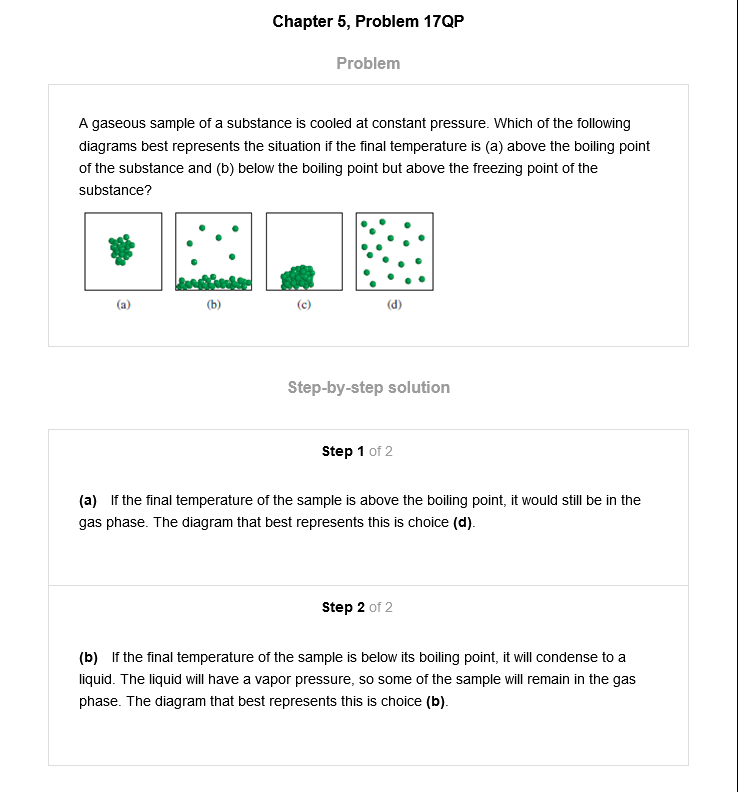 Chapter 5, Problem 17QP
Problem
A gaseous sample of a substance is cooled at constant pressure. Which of the following
diagrams best represents the situation if the final temperature is (a) above the boiling point
of the substance and (b) below the boiling point but above the freezing point of the
substance?
(a) (b) (c) (d)
Step-by-step solution
Step 1 of 2
(a) If the final temperature of the sample is above the boiling point, it would still be in the
gas phase. The diagram that best represents this is choice (d).
Step 2 of 2
(b) If the final temperature of the sample is below its boiling point, it will condense to a
liquid. The liquid will have a vapor pressure, so some of the sample will remain in the gas
phase. The diagram that best represents this is choice (b).